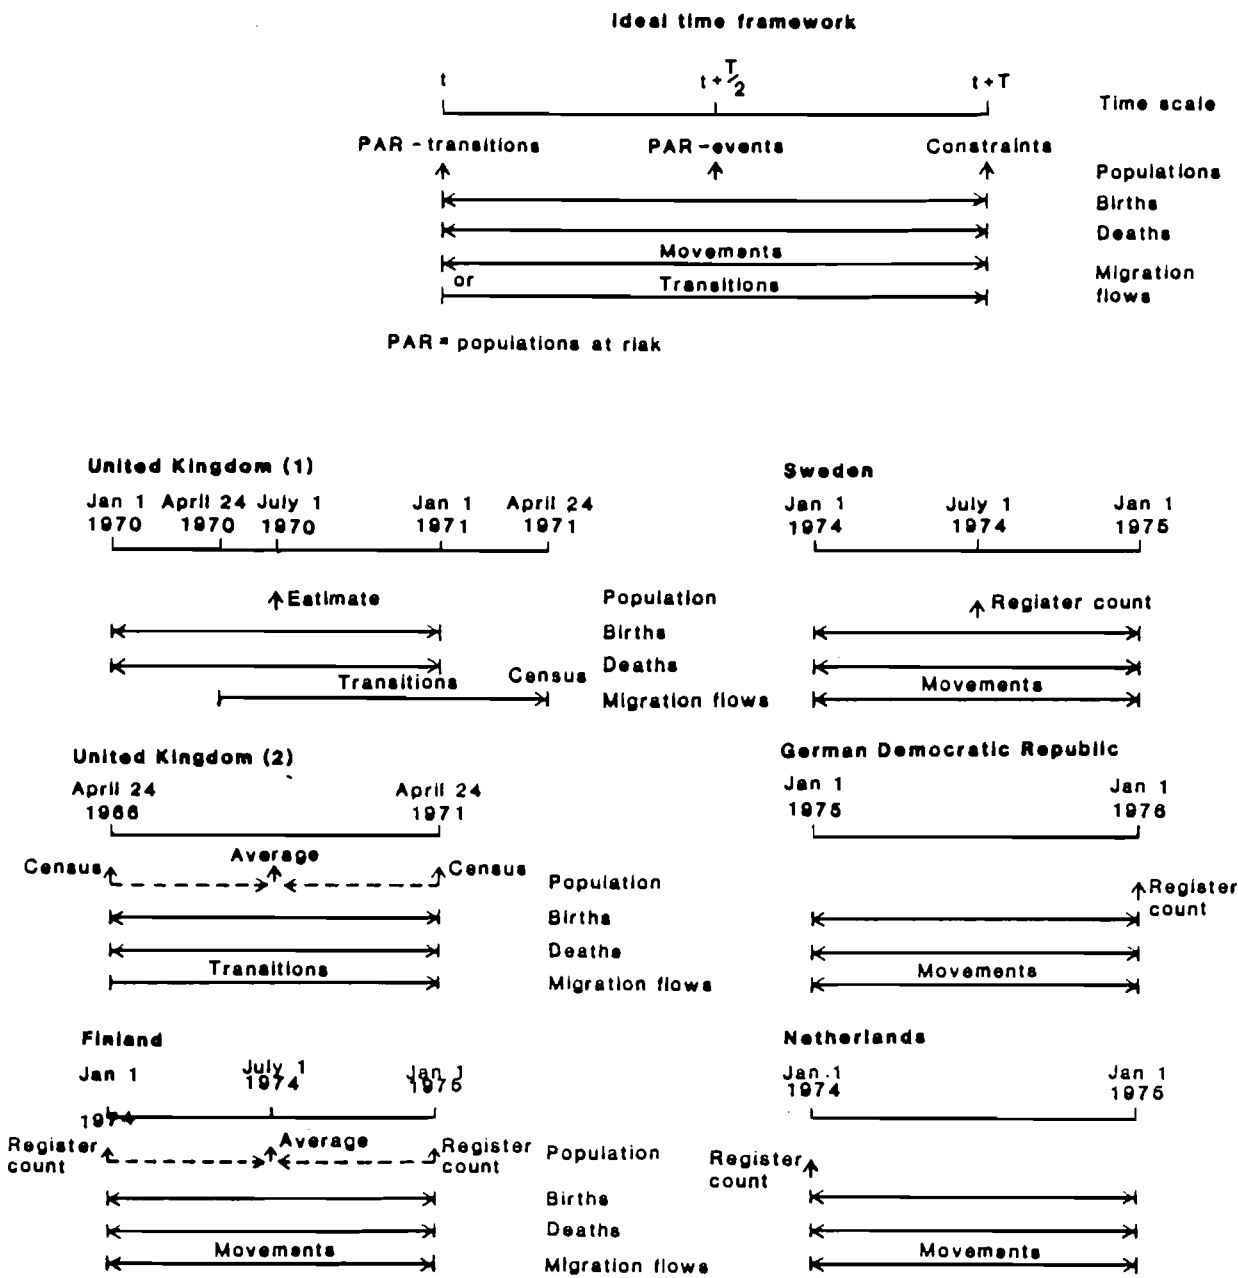 Ideal time framework
t
t + T/2
t + T
Time scale
PAR - transitions
PAR - events
Constraints
Populations
Births
Deaths
Movements
or
Transitions
Migration
flows
PAR = populations at risk
United Kingdom (1)
Jan 1 April 24 July 1 Jan 1 April 24
1970 1970 1970 1971 1971
Estimate
Population
Births
Deaths
Transitions
Census
Migration flows
Sweden
Jan 1 July 1 Jan 1
1974 1974 1975
Register count
Movements
United Kingdom (2)
April 24 April 24
1966 1971
Census
Average
Census
Population
Births
Deaths
Transitions
Migration flows
German Democratic Republic
Jan 1 Jan 1
1975 1976
Register
count
Movements
Finland
Jan 1 July 1 Jan 1
1974 1974 1975
Register
count
Average
Register
count
Population
Births
Deaths
Movements
Migration flows
Netherlands
Jan 1 Jan 1
1974 1975
Register
count
Movements